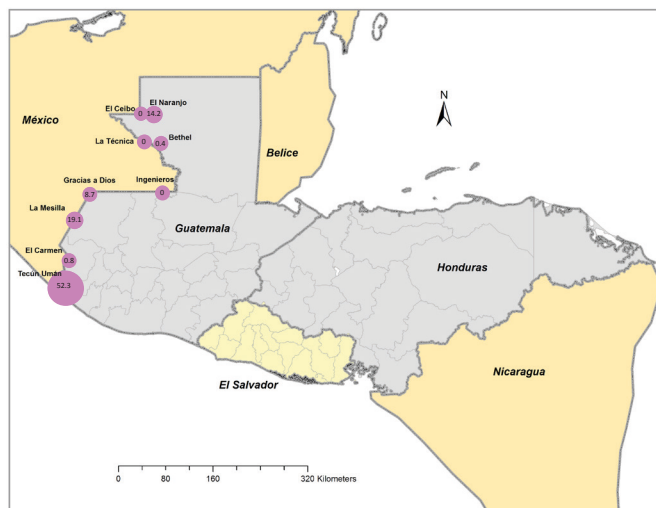 El Ceibo
El Naranjo
0
14.2
N
México
La Técnica
0
Bethel
0.4
Belice
Gracias a Dios
Ingenieros
8.7
0
La Mesilla
19.1
Guatemala
El Carmen
0.8
Honduras
Tecún Umán
52.3
El Salvador
Nicaragua
0 80 160 320 Kilometers